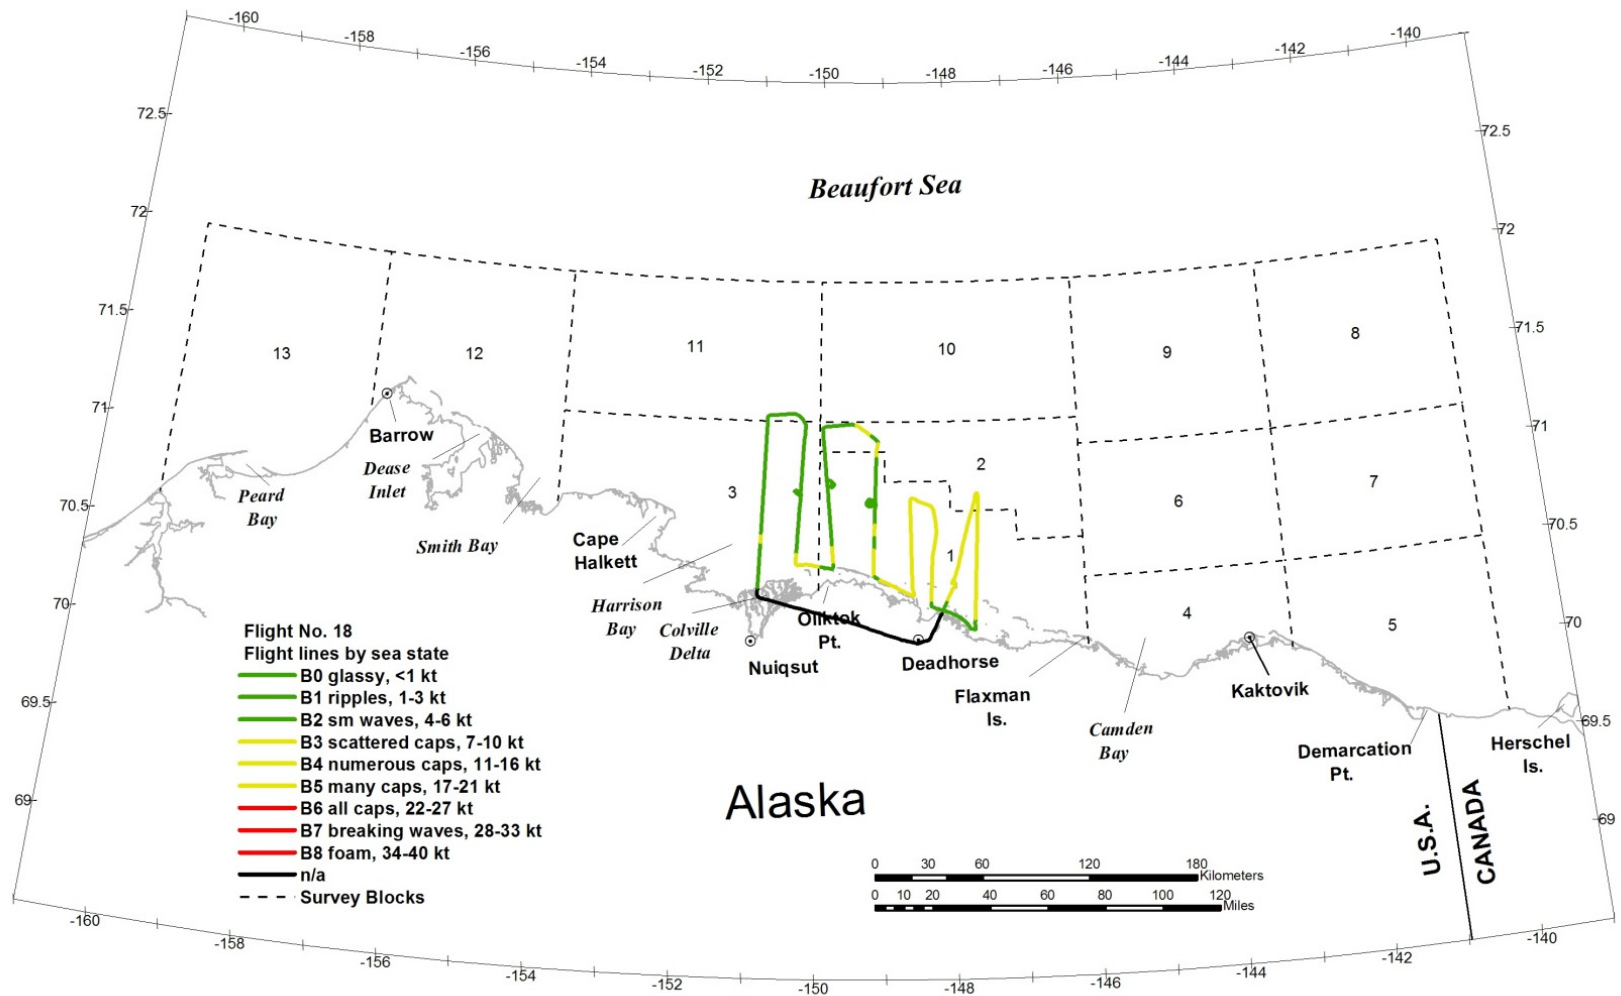 -160
-158
-156
-154
-152
-150
-148
-146
-144
-142
-140
72.5
72.5
72
72
71.5
71.5
71
71
70.5
70.5
70
70
69.5
69.5
69
69
Beaufort Sea
13
12
11
10
9
8
3
2
1
6
7
4
5
Barrow
Dease
Inlet
Peard
Bay
Smith Bay
Cape
Halkett
Harrison
Bay
Colville
Delta
Oliktok
Pt.
Nuiqsut
Deadhorse
Flaxman
Is.
Camden
Bay
Kaktovik
Demarcation
Pt.
Herschel
Is.
Alaska
U.S.A.
CANADA
Flight No. 18
Flight lines by sea state
B0 glassy, <1 kt
B1 ripples, 1-3 kt
B2 sm waves, 4-6 kt
B3 scattered caps, 7-10 kt
B4 numerous caps, 11-16 kt
B5 many caps, 17-21 kt
B6 all caps, 22-27 kt
B7 breaking waves, 28-33 kt
B8 foam, 34-40 kt
n/a
Survey Blocks
0 30 60 120 180
Kilometers
0 10 20 40 60 80 100 120
Miles
-160
-158
-156
-154
-152
-150
-148
-146
-144
-142
-140